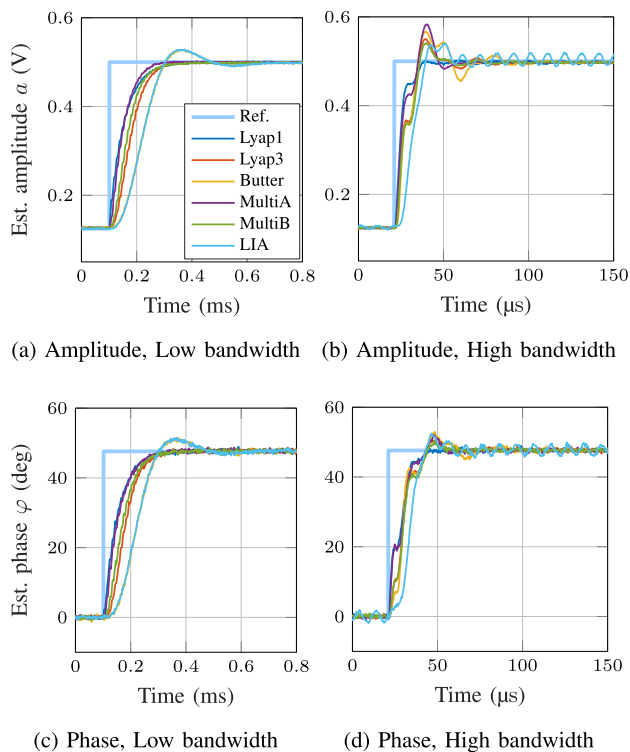 0.6
0.4
0.2
Est. amplitude a (V)
0 0.2 0.4 0.6 0.8
Time (ms)
Ref.
Lyap1
Lyap3
Butter
MultiA
MultiB
LIA
(a) Amplitude, Low bandwidth
0.6
0.4
0.2
0 50 100 150
Time (µs)
(b) Amplitude, High bandwidth
60
40
20
0
Est. phase φ (deg)
0 0.2 0.4 0.6 0.8
Time (ms)
(c) Phase, Low bandwidth
60
40
20
0
0 50 100 150
Time (µs)
(d) Phase, High bandwidth